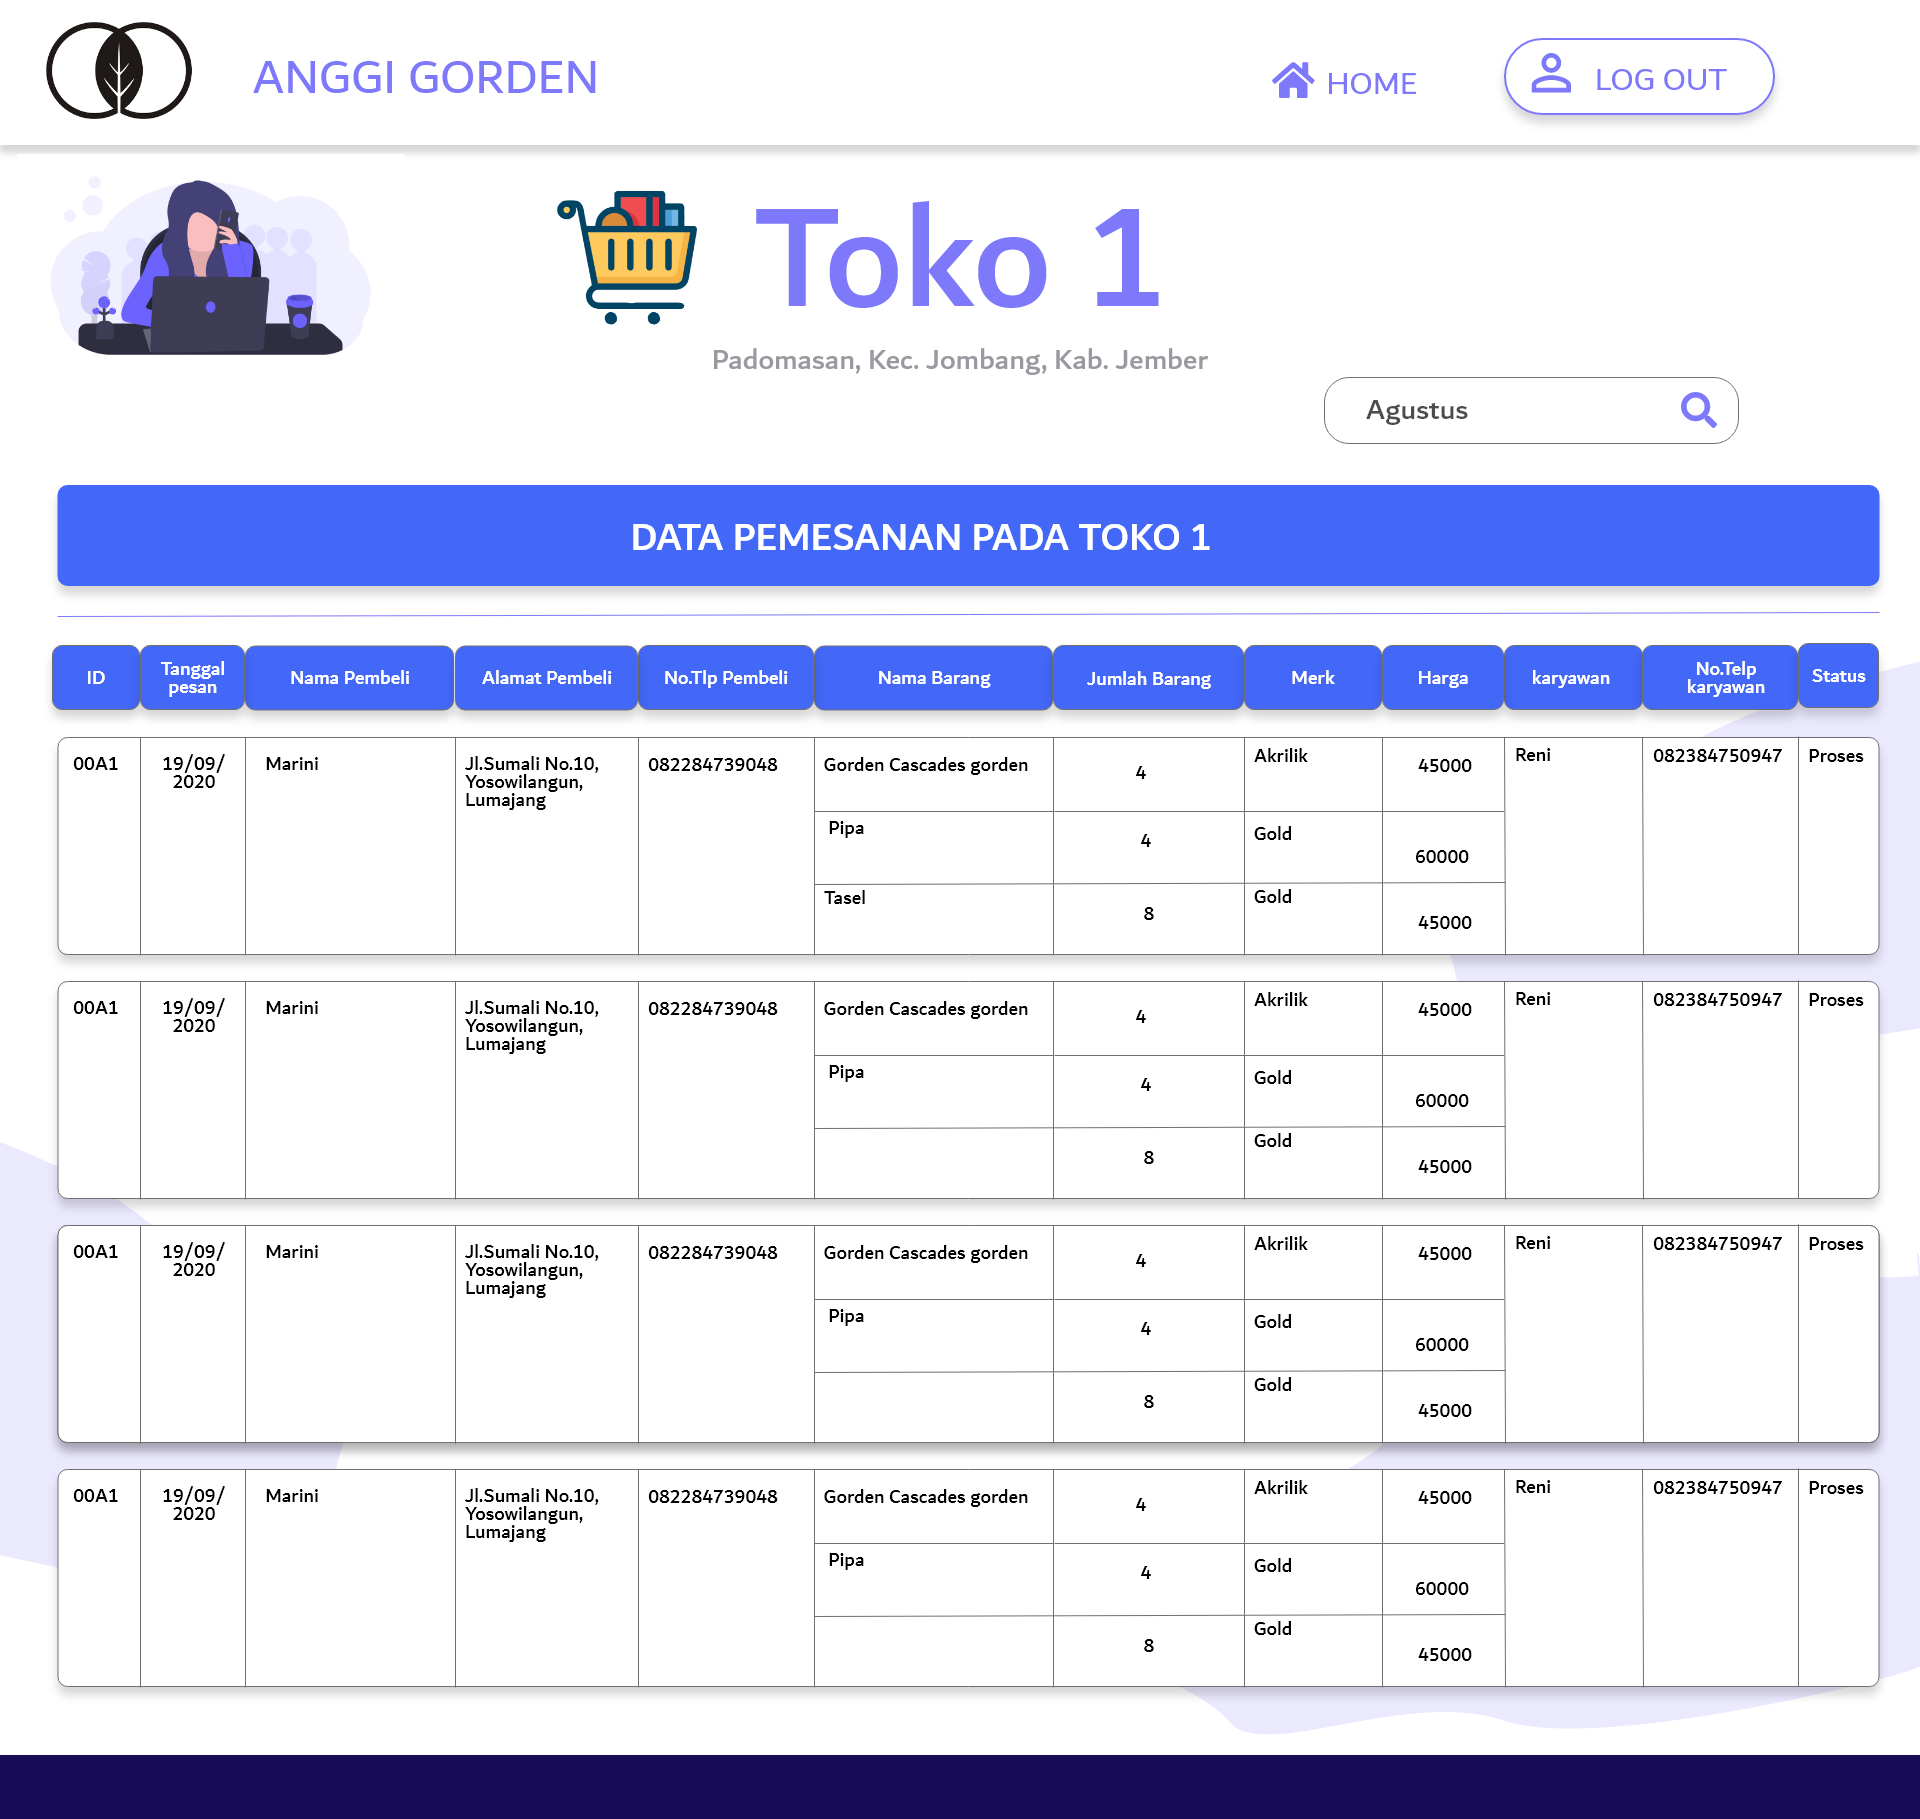 ANGGI GORDEN
HOME
LOG OUT
Toko 1
Padomasan, Kec. Jombang, Kab. Jember
Agustus
DATA PEMESANAN PADA TOKO 1
ID
Tanggal
pesan
Nama Pembeli
Alamat Pembeli
No.Tlp Pembeli
Nama Barang
Jumlah Barang
Merk
Harga
karyawan
No.Telp
karyawan
Status
00A1
19/09/
2020
Marini
Jl.Sumali No.10,
Yosowilangun,
Lumajang
082284739048
Gorden Cascades gorden
4
Akrilik
45000
Reni
082384750947
Proses
Pipa
4
Gold
60000
Tasel
8
Gold
45000
00A1
19/09/
2020
Marini
Jl.Sumali No.10,
Yosowilangun,
Lumajang
082284739048
Gorden Cascades gorden
4
Akrilik
45000
Reni
082384750947
Proses
Pipa
4
Gold
60000
8
Gold
45000
00A1
19/09/
2020
Marini
Jl.Sumali No.10,
Yosowilangun,
Lumajang
082284739048
Gorden Cascades gorden
4
Akrilik
45000
Reni
082384750947
Proses
Pipa
4
Gold
60000
8
Gold
45000
00A1
19/09/
2020
Marini
Jl.Sumali No.10,
Yosowilangun,
Lumajang
082284739048
Gorden Cascades gorden
4
Akrilik
45000
Reni
082384750947
Proses
Pipa
4
Gold
60000
8
Gold
45000